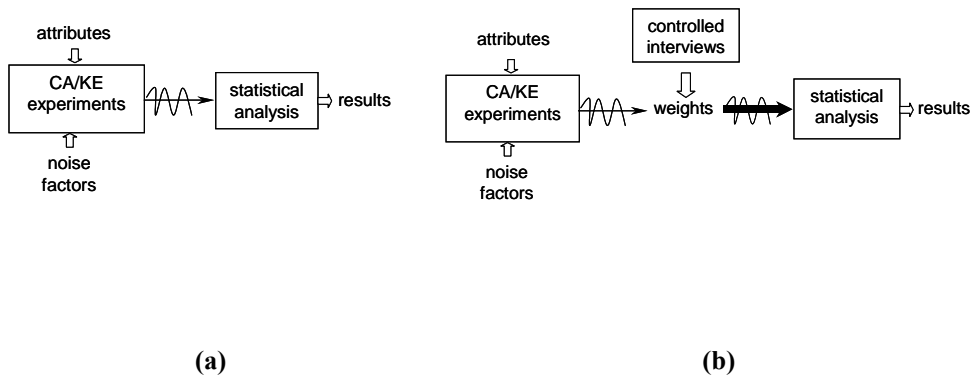 attributes
CA/KE
experiments
noise
factors
statistical
analysis
results
(a)
attributes
CA/KE
experiments
noise
factors
controlled
interviews
weights
statistical
analysis
results
(b)